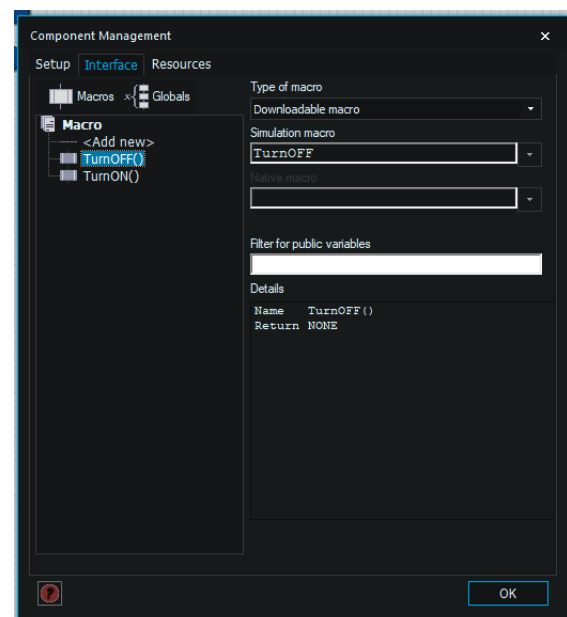 Component Management
Setup Interface Resources
Macros x{ Globals
Macro
<Add new>
TurnOFF()
TurnON()
Type of macro
Downloadable macro
Simulation macro
TurnOFF
Native macro
Filter for public variables
Details
Name TurnOFF()
Return NONE
?
OK